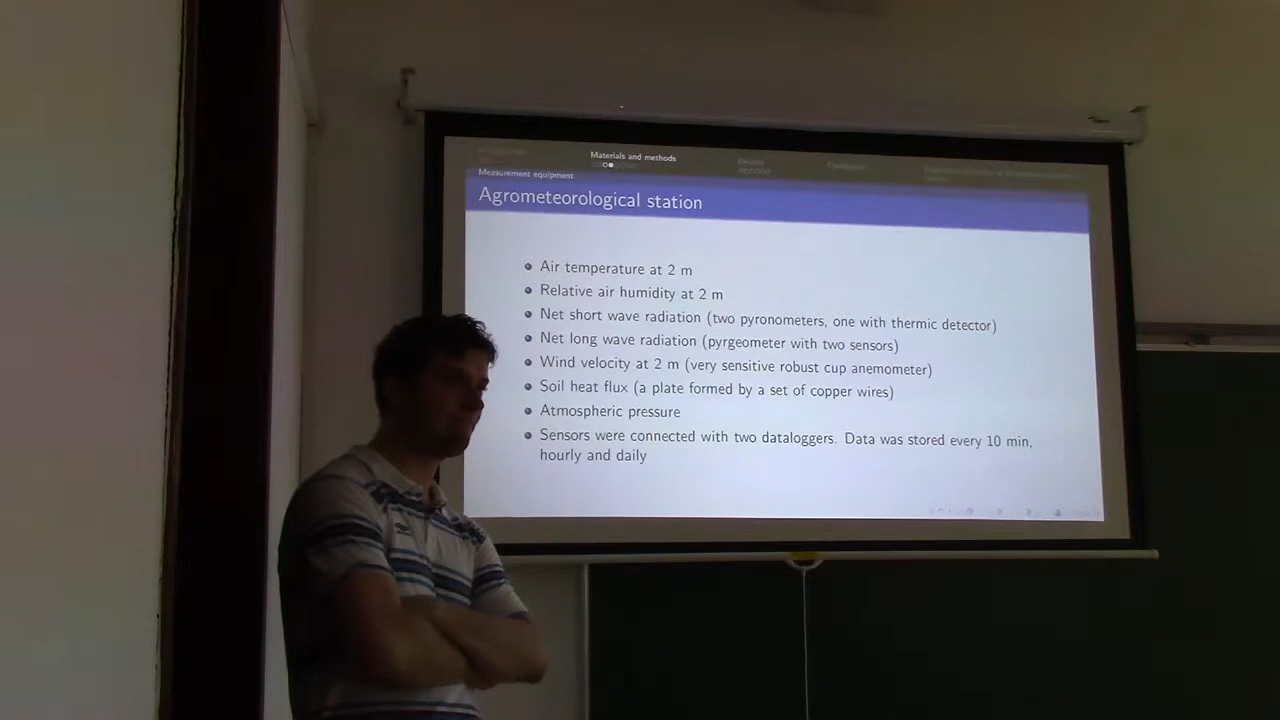 Materials and methods
Measurement equipment
Agrometeorological station
Air temperature at 2 m
Relative air humidity at 2 m
Net short wave radiation (two pyronometers, one with thermic detector)
Net long wave radiation (pyrgeometer with two sensors)
Wind velocity at 2 m (very sensitive robust cup anemometer)
Soil heat flux (a plate formed by a set of copper wires)
Atmospheric pressure
Sensors were connected with two dataloggers. Data was stored every 10 min,
hourly and daily